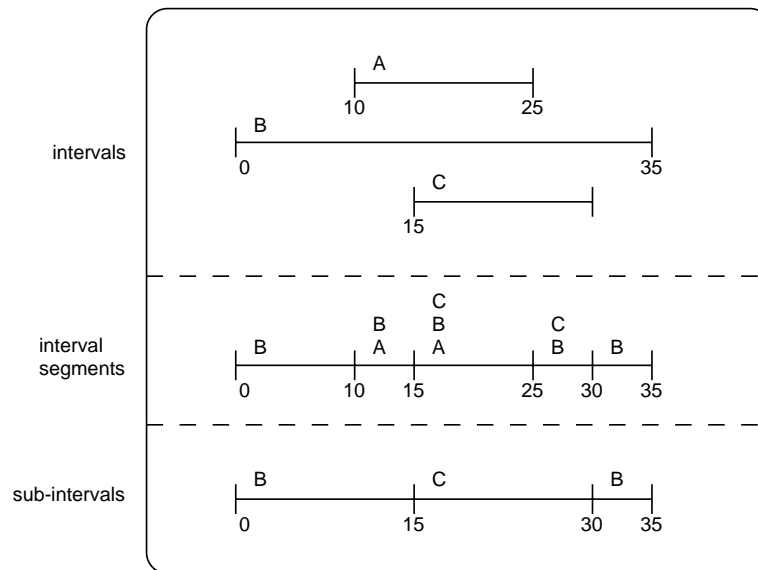 A
10 25
B
intervals
0 35
C
15
C
B B C
interval
B A A B B
segments
0 10 15 25 30 35
B C B
sub-intervals
0 15 30 35